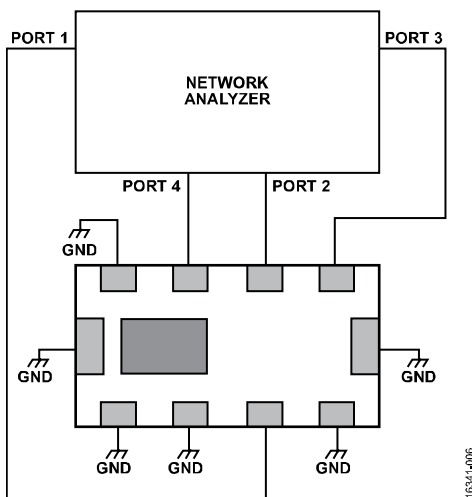 PORT 1
PORT 3
NETWORK
ANALYZER
PORT 4
PORT 2
GND
GND
GND
GND
GND
GND
16341-006